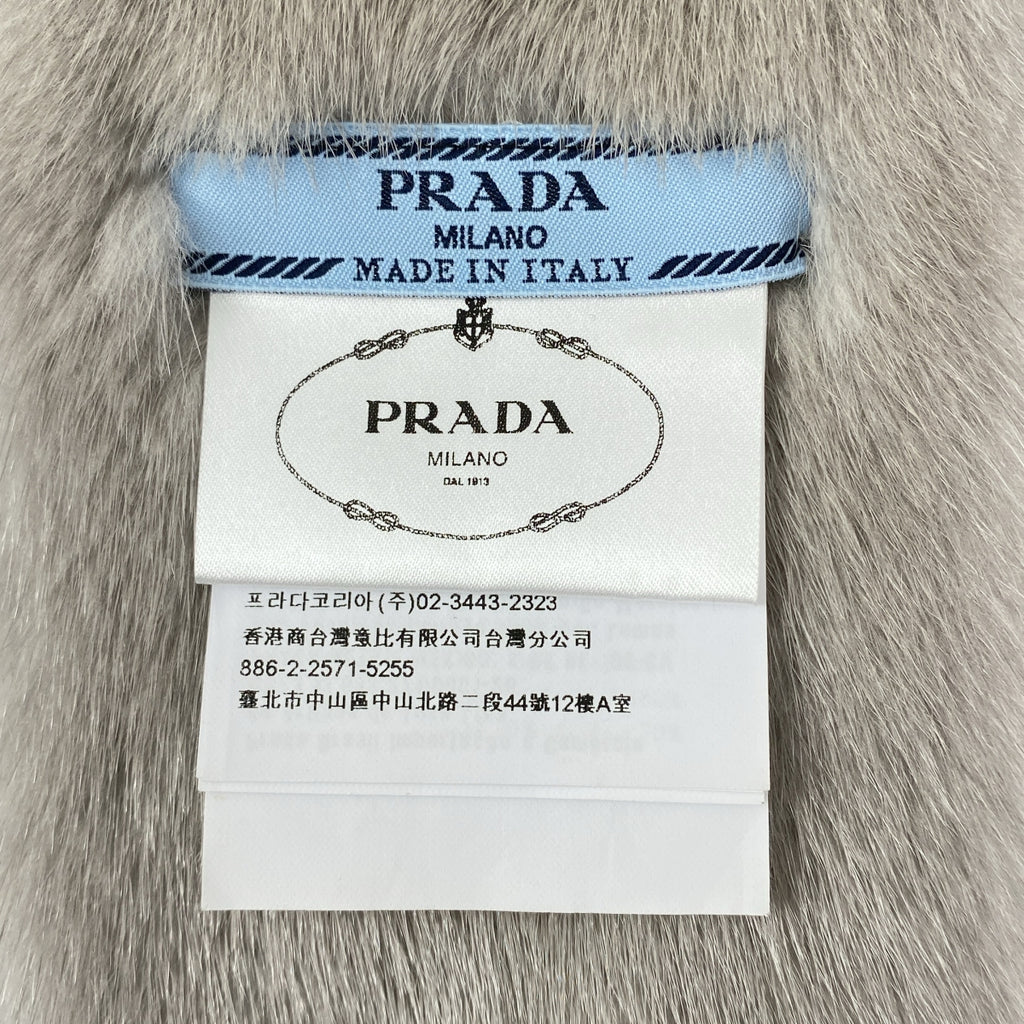 PRADA
MILANO
MADE IN ITALY
PRADA
MILANO
DAL 1913
프라다코리아(주)02-3443-2323
香港商台灣意比有限公司台灣分公司
886-2-2571-5255
臺北市中山區中山北路二段44號12樓A室